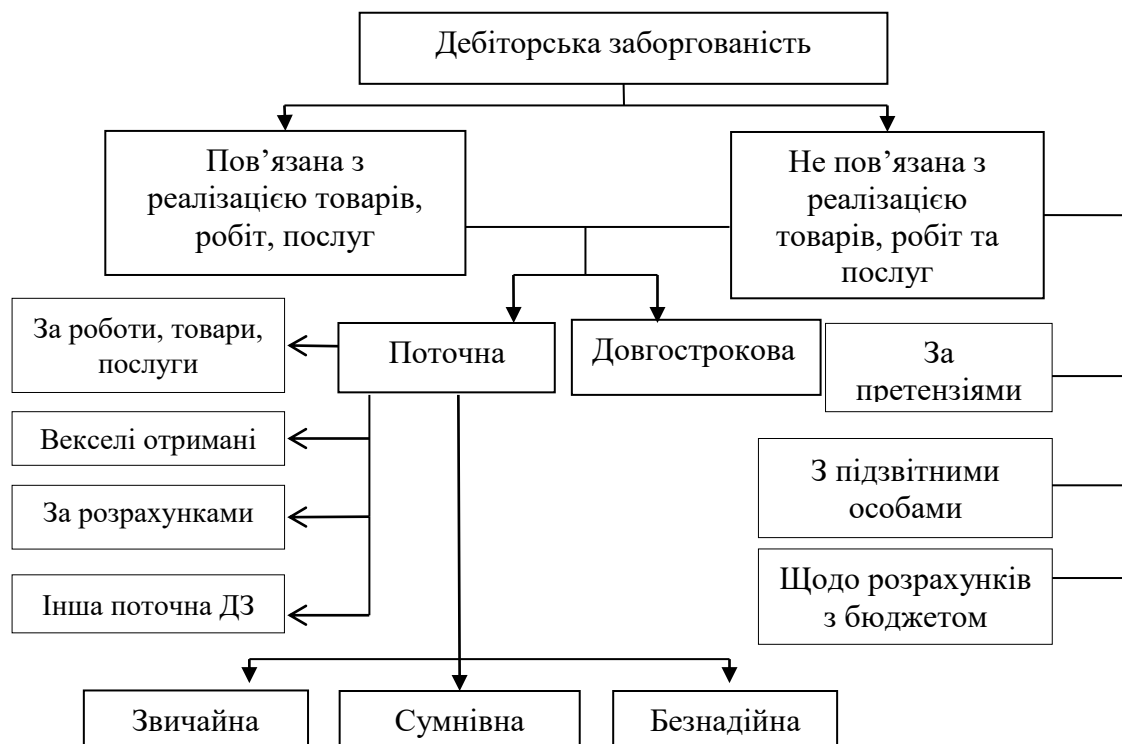 Дебіторська заборгованість
Пов’язана з
реалізацією товарів,
робіт, послуг
Не пов’язана з
реалізацією
товарів, робіт та
послуг
За роботи, товари,
послуги
Поточна
Довгострокова
За
претензіями
Векселі отримані
З підзвітними
особами
За розрахунками
Щодо розрахунків
з бюджетом
Інша поточна ДЗ
Звичайна
Сумнівна
Безнадійна